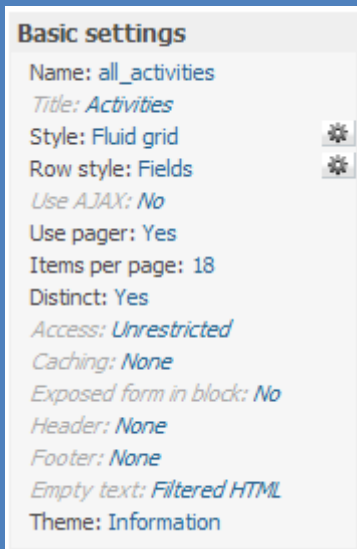 Basic settings
Name: all_activities
Title: Activities
Style: Fluid grid
Row style: Fields
Use AJAX: No
Use pager: Yes
Items per page: 18
Distinct: Yes
Access: Unrestricted
Caching: None
Exposed form in block: No
Header: None
Footer: None
Empty text: Filtered HTML
Theme: Information